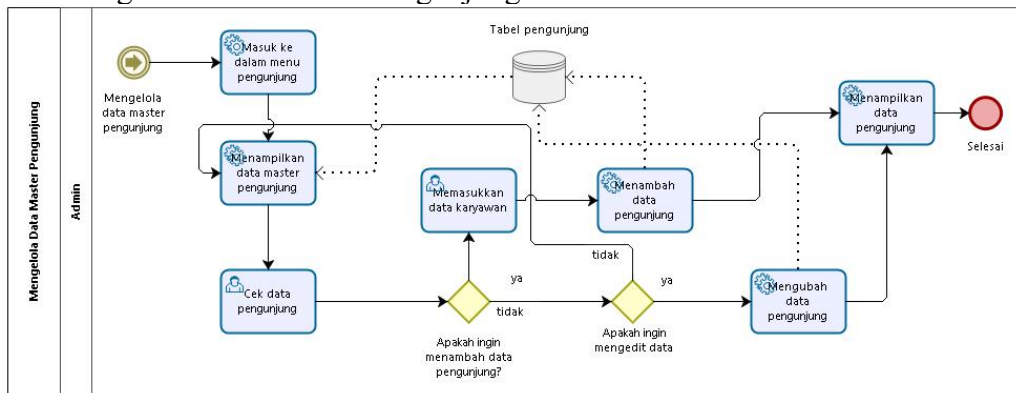 Mengelola Data Master Pengunjung
Admin
Mengelola
data master
pengunjung
Masuk ke
dalam menu
pengunjung
Menampilkan
data master
pengunjung
Cek data
pengunjung
Tabel pengunjung
Memasukkan
data karyawan
ya
tidak
Apakah ingin
menambah data
pengunjung?
Menambah
data
pengunjung
tidak
ya
Apakah ingin
mengedit data
Mengubah
data
pengunjung
Menampilkan
data
pengunjung
Selesai